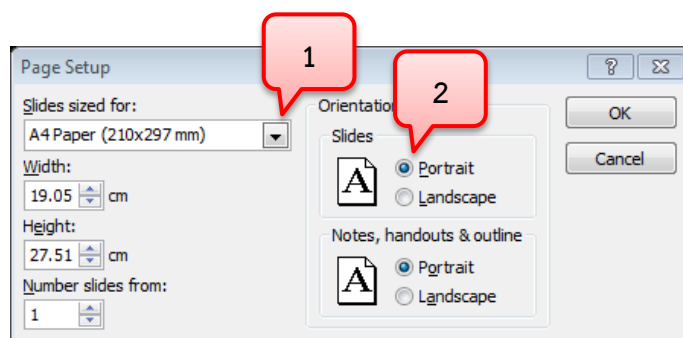 1
2
Page Setup
Slides sized for:
A4 Paper (210x297 mm)
Width:
19.05 cm
Height:
27.51 cm
Number slides from:
1
Orientatio
Slides
A
Portrait
Landscape
Notes, handouts & outline
A
Portrait
Landscape
?
OK
Cancel